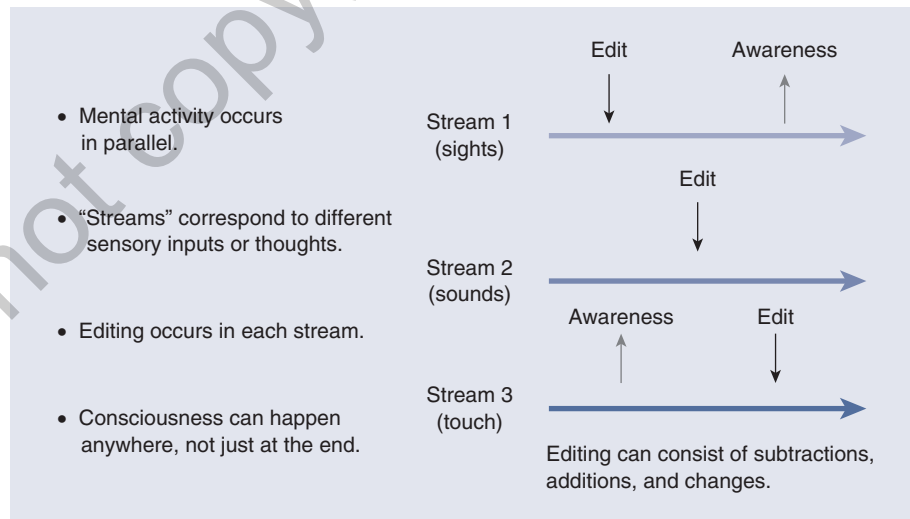 • Mental activity occurs
in parallel.
• “Streams” correspond to different
sensory inputs or thoughts.
• Editing occurs in each stream.
• Consciousness can happen
anywhere, not just at the end.
Edit Awareness
Stream 1
(sights)
Edit
Stream 2
(sounds)
Awareness Edit
Stream 3
(touch)
Editing can consist of subtractions,
additions, and changes.
not copy